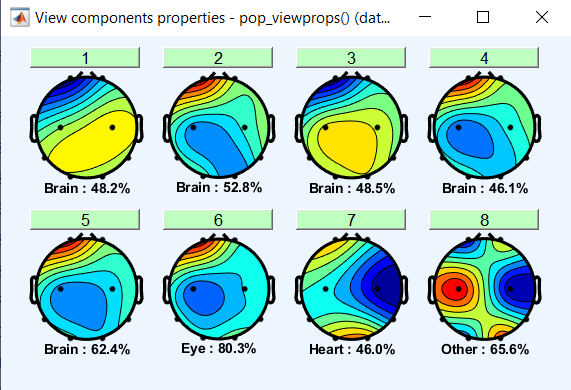 View components properties - pop_viewprops() (dat...
1 2 3 4
Brain : 48.2% Brain : 52.8% Brain : 48.5% Brain : 46.1%
5 6 7 8
Brain : 62.4% Eye : 80.3% Heart : 46.0% Other : 65.6%